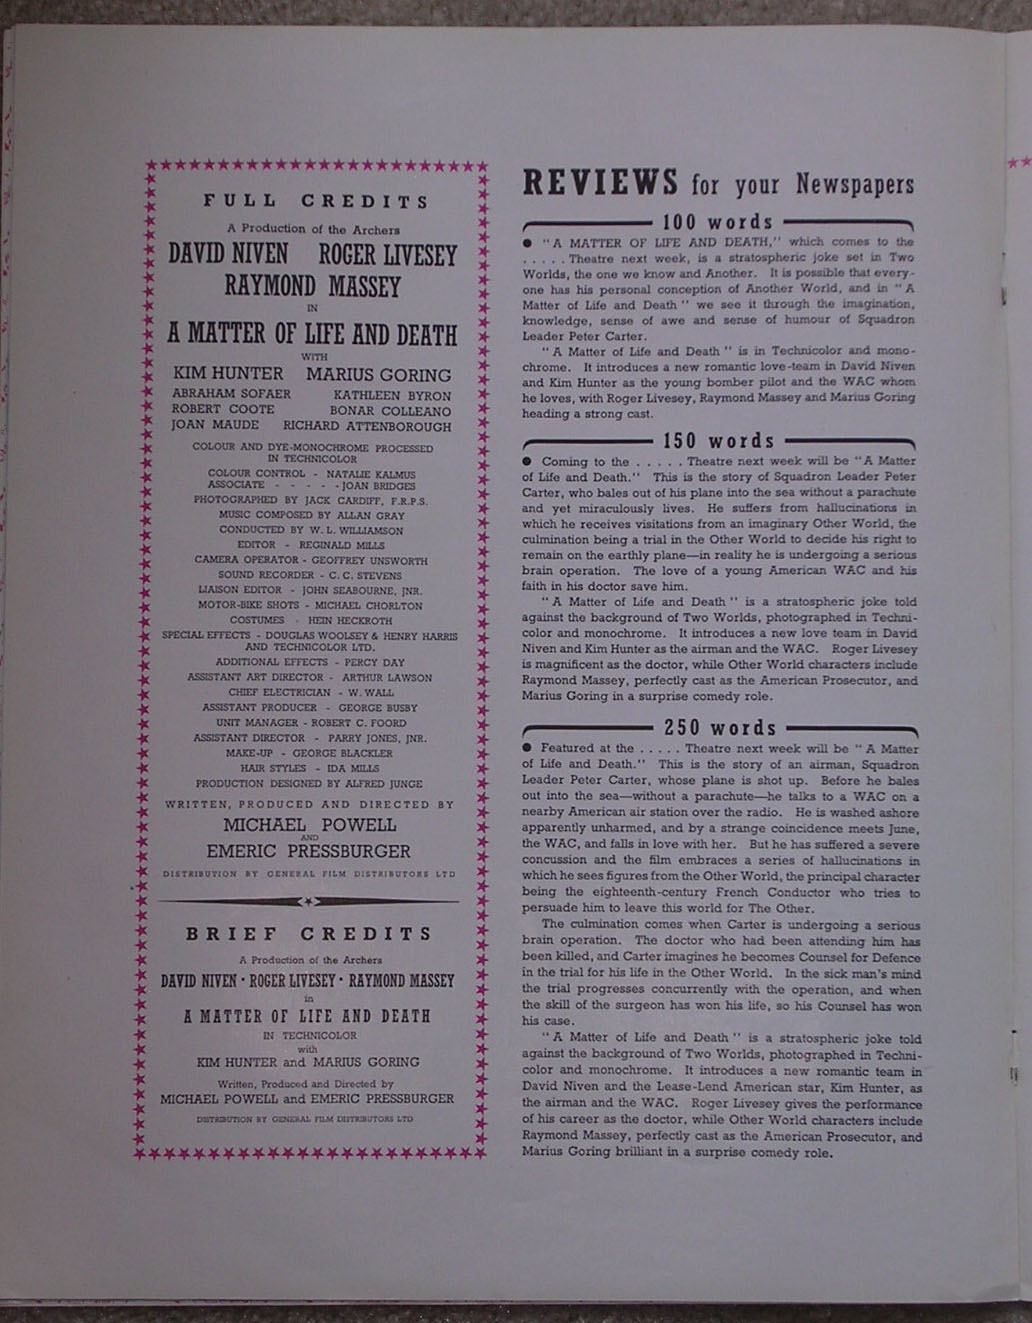 FULL CREDITS
A Production of the Archers
DAVID NIVEN ROGER LIVESEY
RAYMOND MASSEY
IN
A MATTER OF LIFE AND DEATH
WITH
KIM HUNTER MARIUS GORING
ABRAHAM SOFAER KATHLEEN BYRON
ROBERT COOTE BONAR COLLEANO
JOAN MAUDE RICHARD ATTENBOROUGH
COLOUR AND DYE-MONOCHROME PROCESSED
IN TECHNICOLOR
COLOUR CONTROL - NATALIE KALMUS
ASSOCIATE - - - - - JOAN BRIDGES
PHOTOGRAPHED BY JACK CARDIFF, F.R.P.S.
MUSIC COMPOSED BY ALLAN GRAY
CONDUCTED BY W. L. WILLIAMSON
EDITOR - REGINALD MILLS
CAMERA OPERATOR - GEOFFREY UNSWORTH
SOUND RECORDER - C. C. STEVENS
LIAISON EDITOR - JOHN SEABOURNE, JNR.
MOTOR-BIKE SHOTS - MICHAEL CHORLTON
COSTUMES - HEIN HECKROTH
SPECIAL EFFECTS - DOUGLAS WOOLSEY & HENRY HARRIS
AND TECHNICOLOR LTD.
ADDITIONAL EFFECTS - PERCY DAY
ASSISTANT ART DIRECTOR - ARTHUR LAWSON
CHIEF ELECTRICIAN - W. WALL
ASSISTANT PRODUCER - GEORGE BUSBY
UNIT MANAGER - ROBERT C. FOORD
ASSISTANT DIRECTOR - PARRY JONES, JNR.
MAKE-UP - GEORGE BLACKLER
HAIR STYLES - IDA MILLS
PRODUCTION DESIGNED BY ALFRED JUNGE
WRITTEN, PRODUCED AND DIRECTED BY
MICHAEL POWELL
AND
EMERIC PRESSBURGER
DISTRIBUTION BY GENERAL FILM DISTRIBUTORS LTD
BRIEF CREDITS
A Production of the Archers
DAVID NIVEN · ROGER LIVESEY · RAYMOND MASSEY
in
A MATTER OF LIFE AND DEATH
IN TECHNICOLOR
with
KIM HUNTER and MARIUS GORING
Written, Produced and Directed by
MICHAEL POWELL and EMERIC PRESSBURGER
DISTRIBUTION BY GENERAL FILM DISTRIBUTORS LTD
REVIEWS for your Newspapers
100 words
● "A MATTER OF LIFE AND DEATH," which comes to the
. . . . . Theatre next week, is a stratospheric joke set in Two
Worlds, the one we know and Another. It is possible that every-
one has his personal conception of Another World, and in "A
Matter of Life and Death" we see it through the imagination,
knowledge, sense of awe and sense of humour of Squadron
Leader Peter Carter.
"A Matter of Life and Death" is in Technicolor and mono-
chrome. It introduces a new romantic love-team in David Niven
and Kim Hunter as the young bomber pilot and the WAC whom
he loves, with Roger Livesey, Raymond Massey and Marius Goring
heading a strong cast.
150 words
● Coming to the . . . . . Theatre next week will be "A Matter
of Life and Death." This is the story of Squadron Leader Peter
Carter, who bales out of his plane into the sea without a parachute
and yet miraculously lives. He suffers from hallucinations in
which he receives visitations from an imaginary Other World, the
culmination being a trial in the Other World to decide his right to
remain on the earthly plane—in reality he is undergoing a serious
brain operation. The love of a young American WAC and his
faith in his doctor save him.
"A Matter of Life and Death" is a stratospheric joke told
against the background of Two Worlds, photographed in Techni-
color and monochrome. It introduces a new love team in David
Niven and Kim Hunter as the airman and the WAC. Roger Livesey
is magnificent as the doctor, while Other World characters include
Raymond Massey, perfectly cast as the American Prosecutor, and
Marius Goring in a surprise comedy role.
250 words
● Featured at the . . . . . Theatre next week will be "A Matter
of Life and Death." This is the story of an airman, Squadron
Leader Peter Carter, whose plane is shot up. Before he bales
out into the sea—without a parachute—he talks to a WAC on a
nearby American air station over the radio. He is washed ashore
apparently unharmed, and by a strange coincidence meets June,
the WAC, and falls in love with her. But he has suffered a severe
concussion and the film embraces a series of hallucinations in
which he sees figures from the Other World, the principal character
being the eighteenth-century French Conductor who tries to
persuade him to leave this world for The Other.
The culmination comes when Carter is undergoing a serious
brain operation. The doctor who had been attending him has
been killed, and Carter imagines he becomes Counsel for Defence
in the trial for his life in the Other World. In the sick man's mind
the trial progresses concurrently with the operation, and when
the skill of the surgeon has won his life, so his Counsel has won
his case.
"A Matter of Life and Death" is a stratospheric joke told
against the background of Two Worlds, photographed in Techni-
color and monochrome. It introduces a new romantic team in
David Niven and the Lease-Lend American star, Kim Hunter, as
the airman and the WAC. Roger Livesey gives the performance
of his career as the doctor, while Other World characters include
Raymond Massey, perfectly cast as the American Prosecutor, and
Marius Goring brilliant in a surprise comedy role.